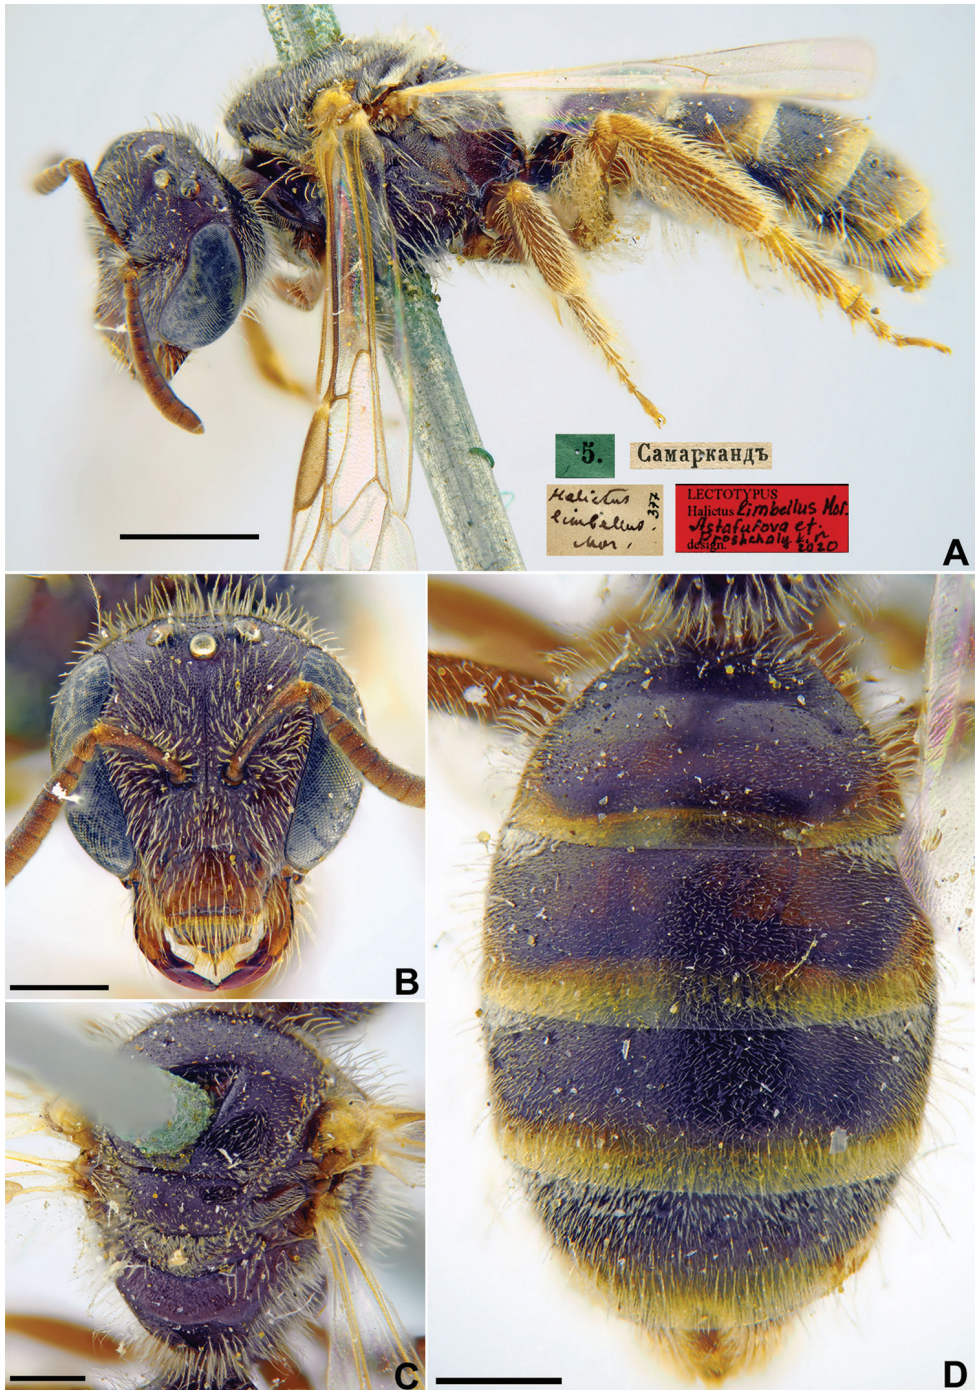 5.
Самаркандъ
Halictus
limbellus.
Mor.
377
LECTOTYPUS
Halictus limbellus Mor.
Astafurova et
Proshchalykin
design. 2020
A
B
C
D